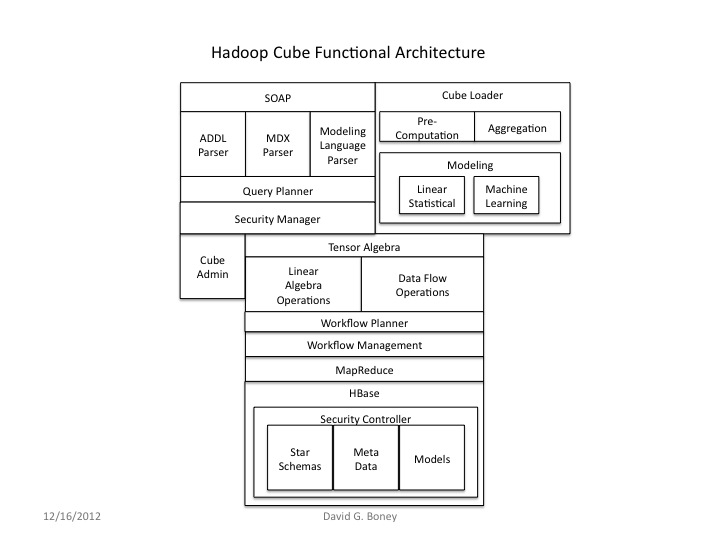 Hadoop Cube Functional Architecture
SOAP
Cube Loader
ADDL
Parser
MDX
Parser
Modeling
Language
Parser
Pre-
Computation
Aggregation
Modeling
Linear
Statistical
Machine
Learning
Query Planner
Security Manager
Cube
Admin
Tensor Algebra
Linear
Algebra
Operations
Data Flow
Operations
Workflow Planner
Workflow Management
MapReduce
HBase
Security Controller
Star
Schemas
Meta
Data
Models
12/16/2012
David G. Boney